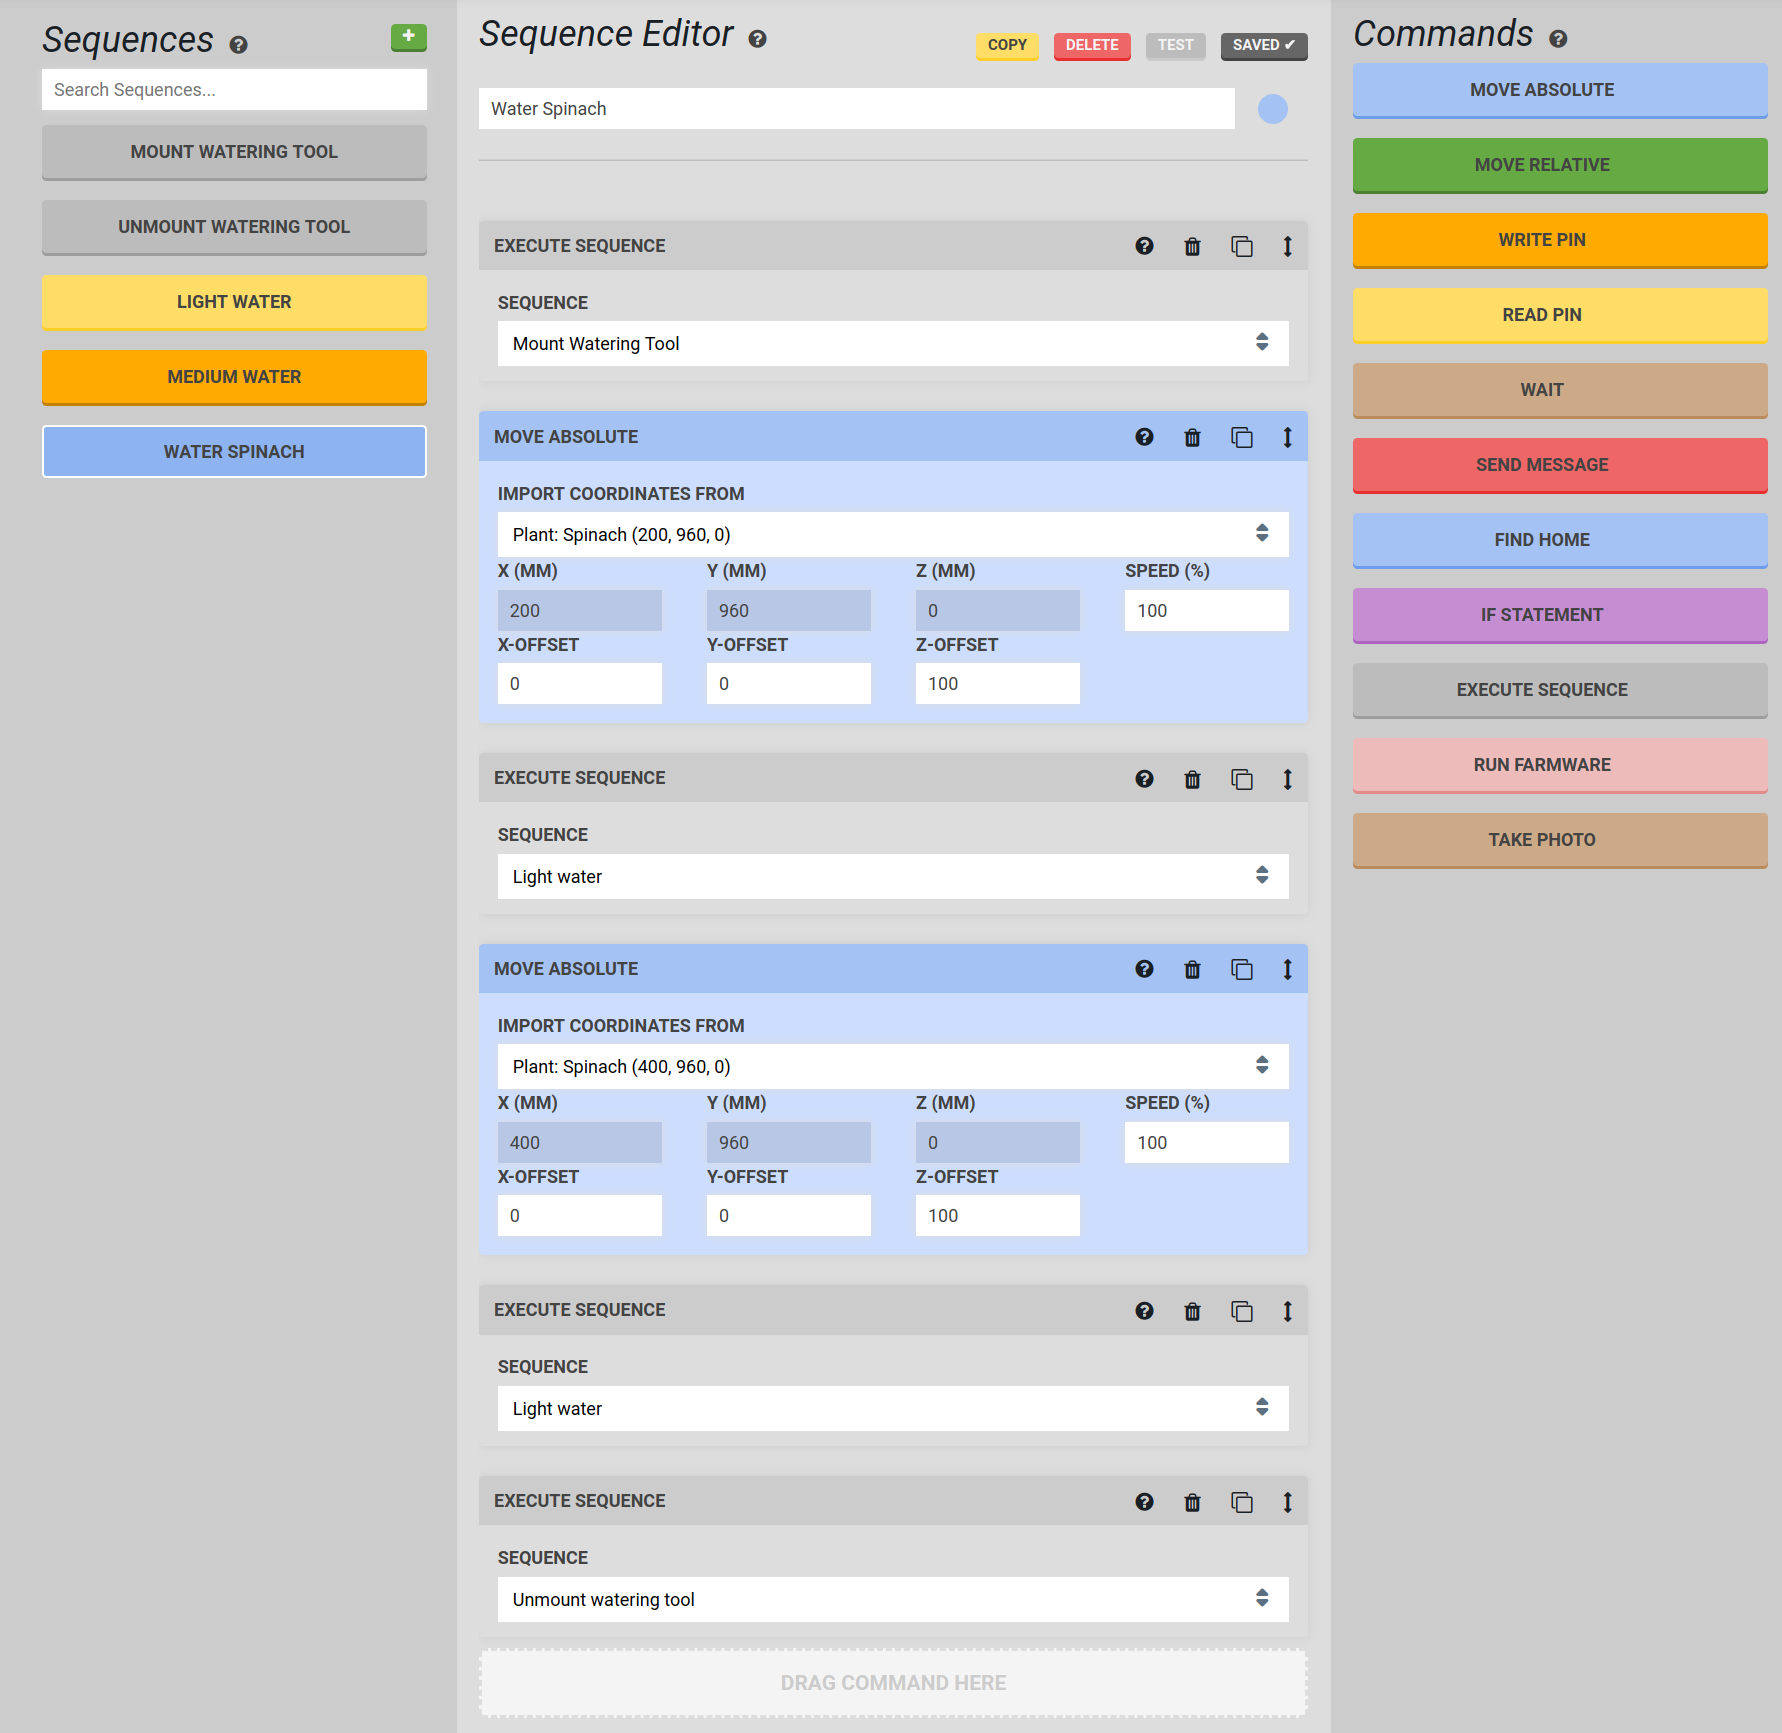 Sequences
+
Search Sequences...
MOUNT WATERING TOOL
UNMOUNT WATERING TOOL
LIGHT WATER
MEDIUM WATER
WATER SPINACH
Sequence Editor
COPY DELETE TEST SAVED ✔
Water Spinach
EXECUTE SEQUENCE
SEQUENCE
Mount Watering Tool
MOVE ABSOLUTE
IMPORT COORDINATES FROM
Plant: Spinach (200, 960, 0)
X (MM) Y (MM) Z (MM) SPEED (%)
200 960 0 100
X-OFFSET Y-OFFSET Z-OFFSET
0 0 100
EXECUTE SEQUENCE
SEQUENCE
Light water
MOVE ABSOLUTE
IMPORT COORDINATES FROM
Plant: Spinach (400, 960, 0)
X (MM) Y (MM) Z (MM) SPEED (%)
400 960 0 100
X-OFFSET Y-OFFSET Z-OFFSET
0 0 100
EXECUTE SEQUENCE
SEQUENCE
Light water
EXECUTE SEQUENCE
SEQUENCE
Unmount watering tool
DRAG COMMAND HERE
Commands
MOVE ABSOLUTE
MOVE RELATIVE
WRITE PIN
READ PIN
WAIT
SEND MESSAGE
FIND HOME
IF STATEMENT
EXECUTE SEQUENCE
RUN FARMWARE
TAKE PHOTO